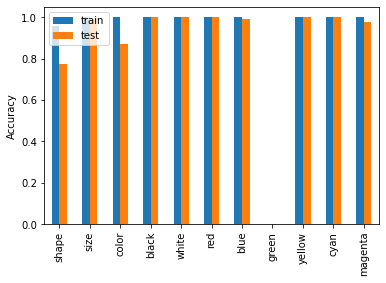 train
test
1.0
0.8
0.6
0.4
0.2
0.0
Accuracy
shape
size
color
black
white
red
blue
green
yellow
cyan
magenta